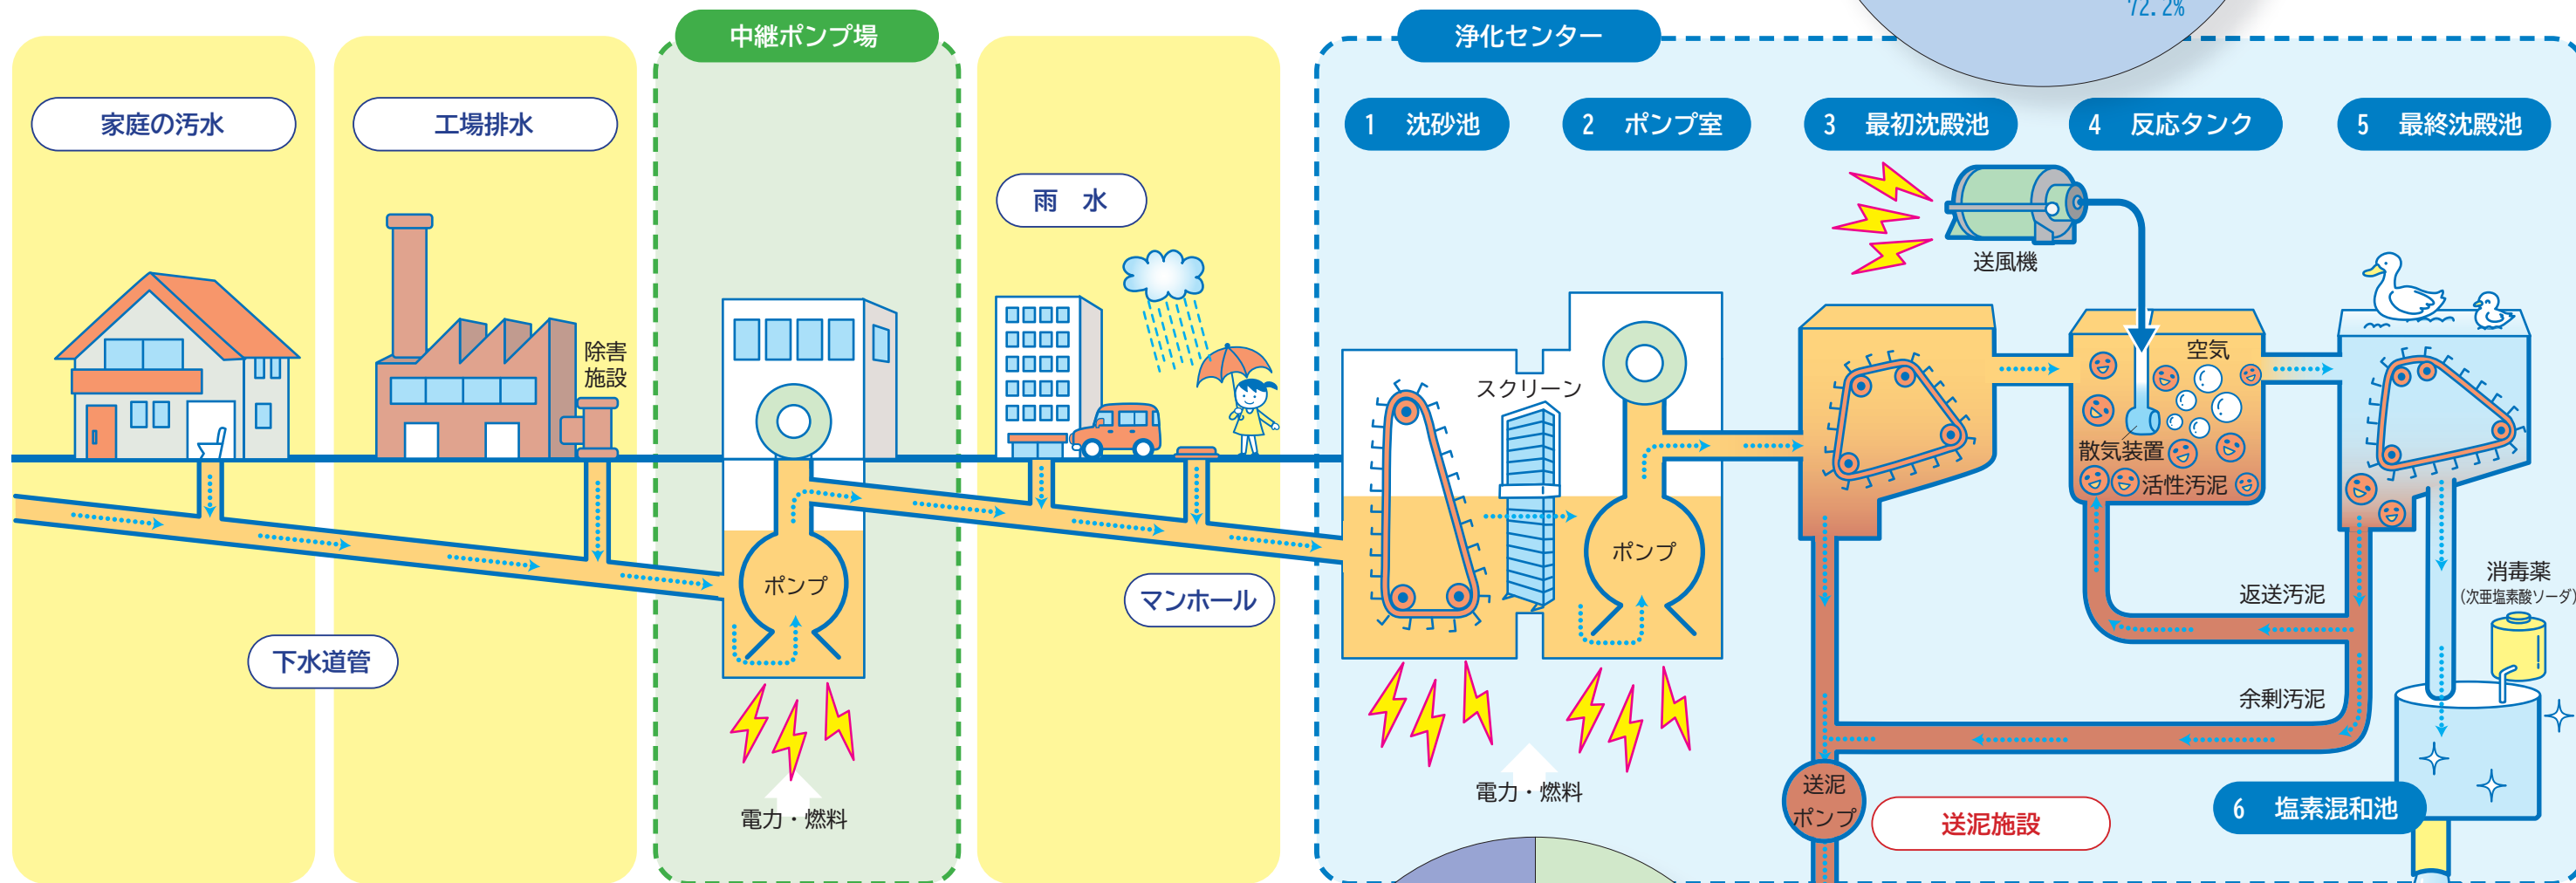 中継ポンプ場
浄化センター
72.2%
家庭の汚水
工場排水
雨　水
1　沈砂池
2　ポンプ室
3　最初沈殿池
4　反応タンク
5　最終沈殿池
送風機
除害
施設
スクリーン
空気
散気装置
活性汚泥
ポンプ
ポンプ
マンホール
下水道管
返送汚泥
消毒薬
(次亜塩素酸ソーダ)
余剰汚泥
電力・燃料
電力・燃料
送泥
ポンプ
送泥施設
6　塩素混和池